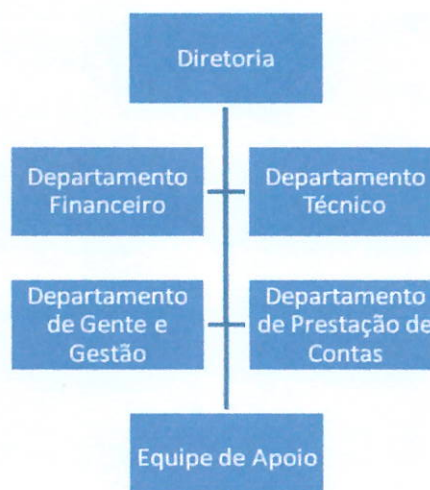 Diretoria
Departamento
Financeiro
Departamento
Técnico
Departamento
de Gente e
Gestão
Departamento
de Prestação de
Contas
Equipe de Apoio